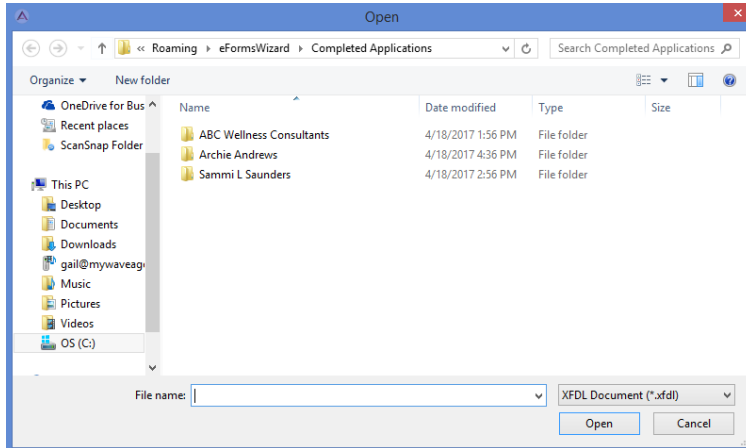 Open
« Roaming eFormsWizard Completed Applications
Search Completed Applications
Organize New folder
Name Date modified Type Size
OneDrive for Bus
Recent places
ScanSnap Folder
This PC
Desktop
Documents
Downloads
gail@mywaveag
Music
Pictures
Videos
OS (C:)
ABC Wellness Consultants 4/18/2017 1:56 PM File folder
Archie Andrews 4/18/2017 4:36 PM File folder
Sammi L Saunders 4/18/2017 2:56 PM File folder
File name: XFDL Document (*.xfdl)
Open Cancel